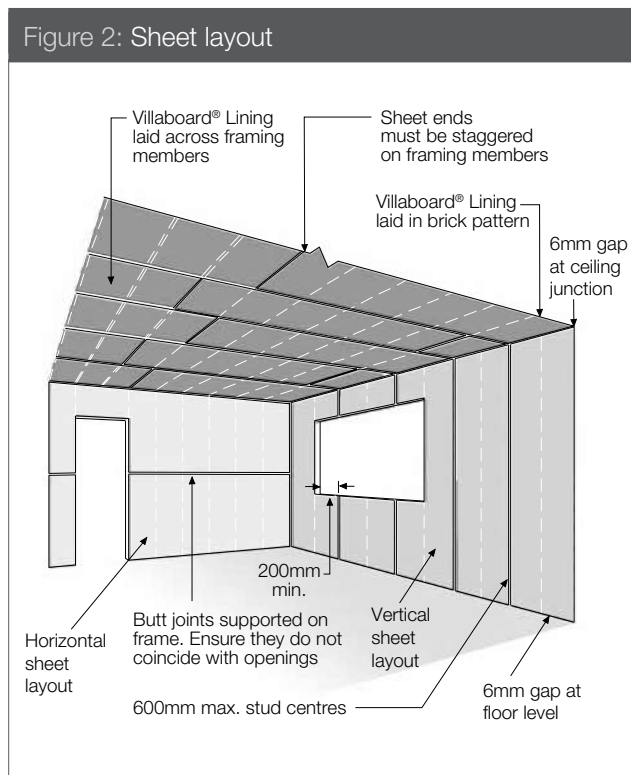 Figure 2: Sheet layout
Villaboard® Lining
laid across framing
members
Sheet ends
must be staggered
on framing members
Villaboard® Lining
laid in brick pattern
6mm gap
at ceiling
junction
200mm
min.
Horizontal
sheet
layout
Butt joints supported on
frame. Ensure they do not
coincide with openings
Vertical
sheet
layout
600mm max. stud centres
6mm gap at
floor level